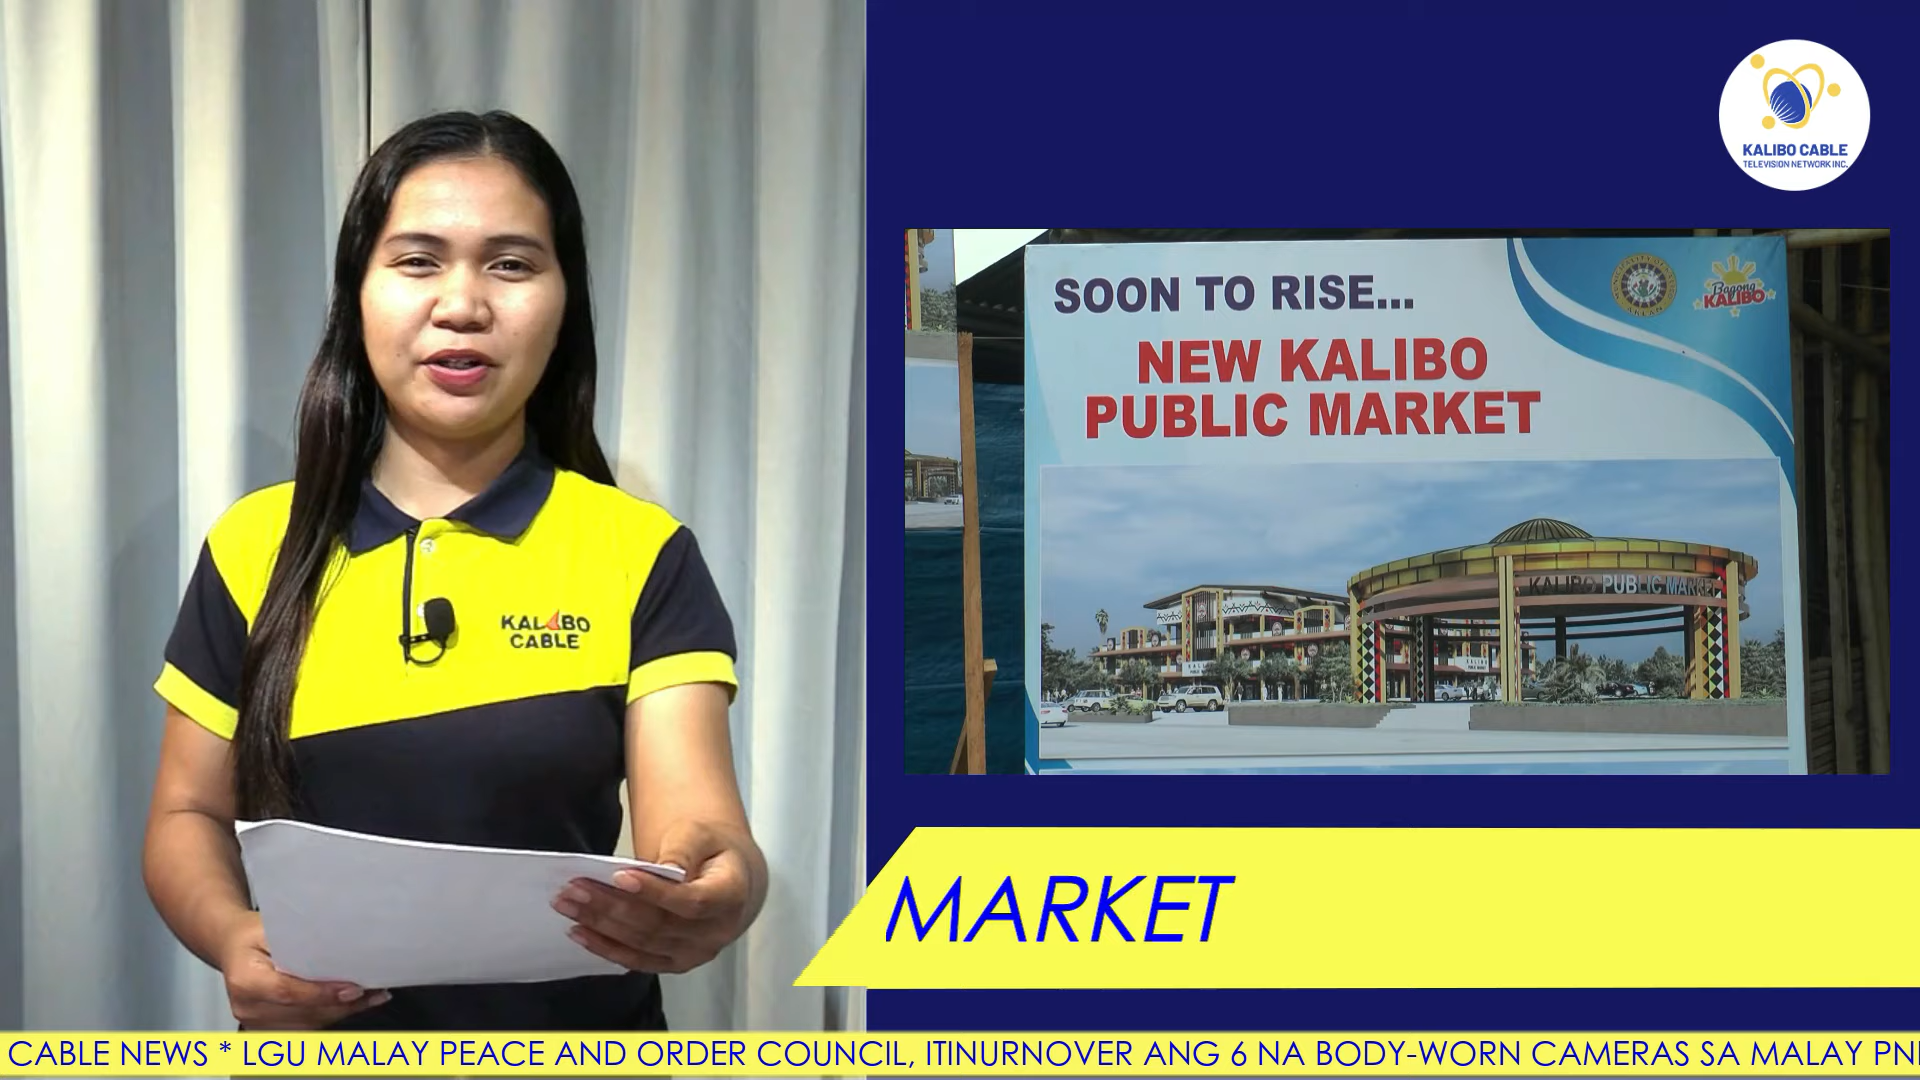 KALIBO CABLE
TELEVISION NETWORK INC.
SOON TO RISE...
Bagong
KALIBO
NEW KALIBO
PUBLIC MARKET
KALIBO PUBLIC MARKET
KALIBO
CABLE
MARKET
CABLE NEWS * LGU MALAY PEACE AND ORDER COUNCIL, ITINURNOVER ANG 6 NA BODY-WORN CAMERAS SA MALAY PN